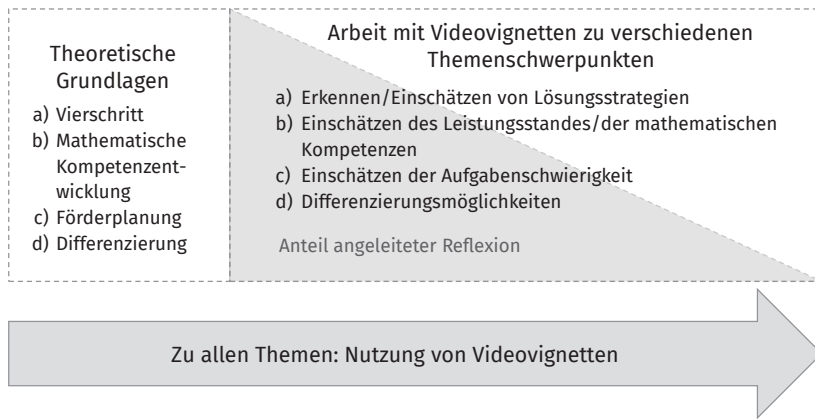 Theoretische
Grundlagen
a) Vierschritt
b) Mathematische
Kompetenzent-
wicklung
c) Förderplanung
d) Differenzierung
Arbeit mit Videovignetten zu verschiedenen
Themenschwerpunkten
a) Erkennen/Einschätzen von Lösungsstrategien
b) Einschätzen des Leistungsstandes/der mathematischen
Kompetenzen
c) Einschätzen der Aufgabenschwierigkeit
d) Differenzierungsmöglichkeiten
Anteil angeleiteter Reflexion
Zu allen Themen: Nutzung von Videovignetten